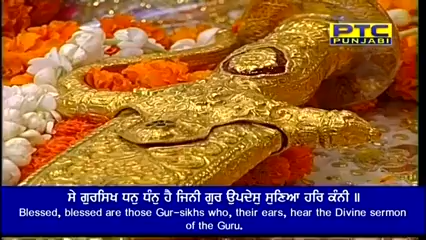 PTC
PUNJABI
ਸੇ ਗੁਰਸਿਖ ਧਨੁ ਧੰਨੁ ਹੈ ਜਿਨੀ ਗੁਰ ਉਪਦੇਸੁ ਸੁਣਿਆ ਹਰਿ ਕੰਨੀ ॥
Blessed, blessed are those Gur-sikhs who, their ears, hear the Divine sermon
of the Guru.